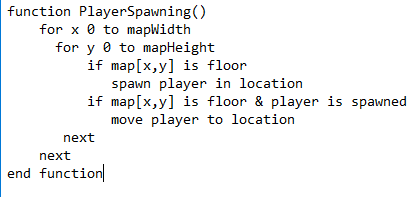 function PlayerSpawning()
    for x 0 to mapWidth
      for y 0 to mapHeight
          if map[x,y] is floor
             spawn player in location
          if map[x,y] is floor & player is spawned
             move player to location
       next
    next
end function